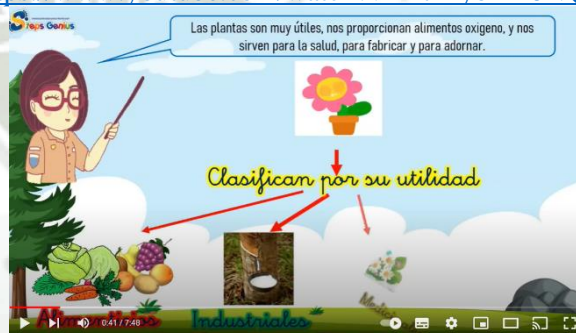 Steps Genius
Las plantas son muy útiles, nos proporcionan alimentos oxigeno, y nos
sirven para la salud, para fabricar y para adornar.
Clasifican por su utilidad
Alimenticios
Industriales
0:41 / 7:48